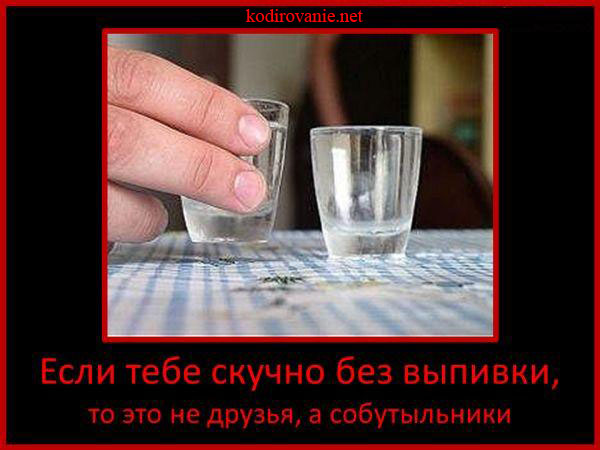 kodirovanie.net
Если тебе скучно без выпивки,
то это не друзья, а собутыльники